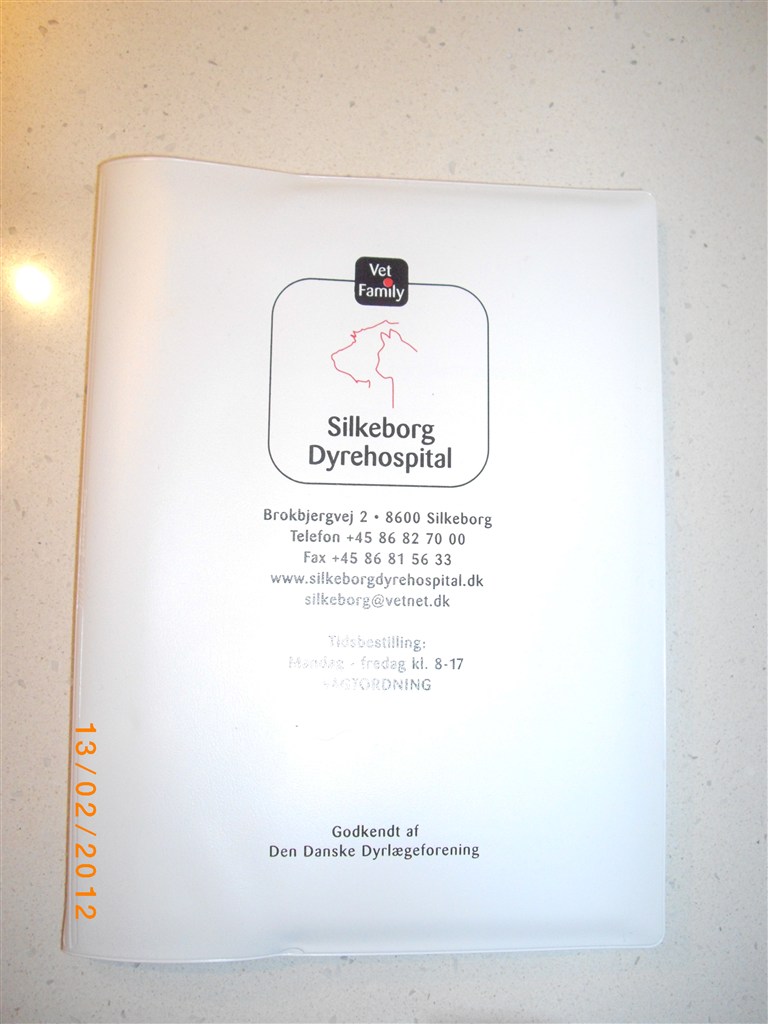 Vet
Family
Silkeborg
Dyrehospital
Brokbjergvej 2 • 8600 Silkeborg
Telefon +45 86 82 70 00
Fax +45 86 81 56 33
www.silkeborgdyrehospital.dk
silkeborg@vetnet.dk
Tidsbestilling:
Mandag - fredag kl. 8-17
VAGTORDNING
Godkendt af
Den Danske Dyrlægeforening
13/02/2012